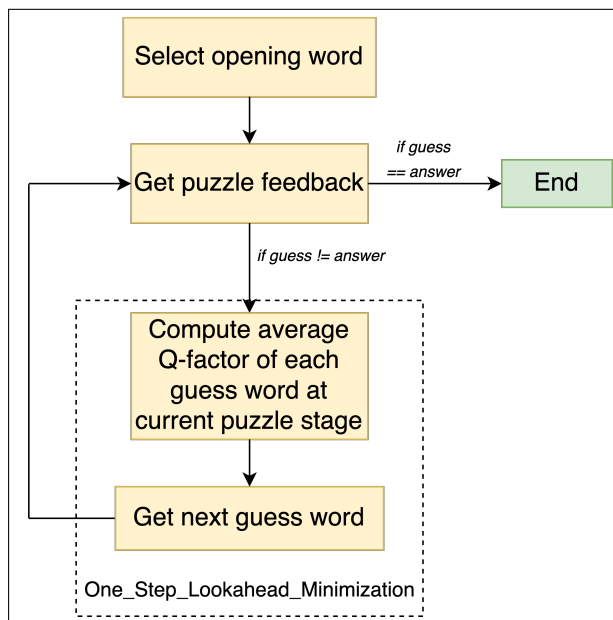 Select opening word
Get puzzle feedback
if guess
== answer
End
if guess != answer
Compute average
Q-factor of each
guess word at
current puzzle stage
Get next guess word
One_Step_Lookahead_Minimization